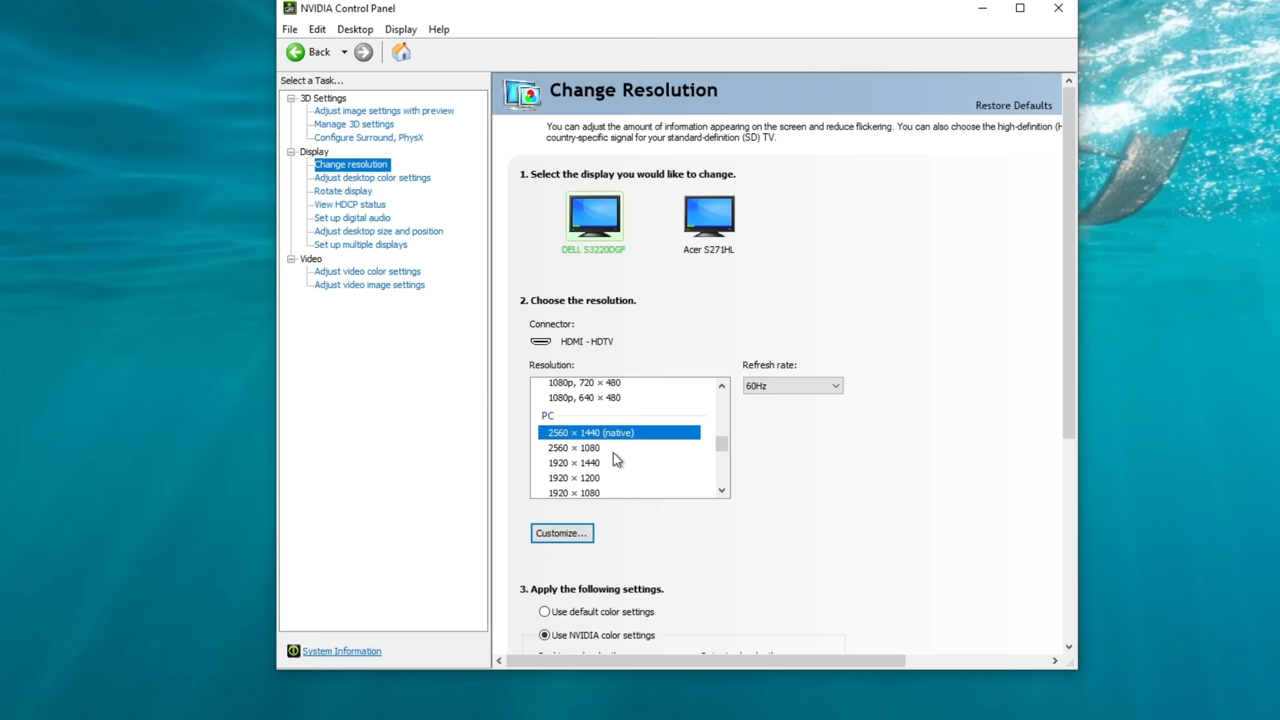 NVIDIA Control Panel
File Edit Desktop Display Help
Back
Select a Task...
3D Settings
Adjust image settings with preview
Manage 3D settings
Configure Surround, PhysX
Display
Change resolution
Adjust desktop color settings
Rotate display
View HDCP status
Set up digital audio
Adjust desktop size and position
Set up multiple displays
Video
Adjust video color settings
Adjust video image settings
System Information
Change Resolution
Restore Defaults
You can adjust the amount of information appearing on the screen and reduce flickering. You can also choose the high-definition (H
country-specific signal for your standard-definition (SD) TV.
1. Select the display you would like to change.
DELL S3220DGF
Acer S271HL
2. Choose the resolution.
Connector:
HDMI - HDTV
Resolution:
Refresh rate:
60Hz
1080p, 720 × 480
1080p, 640 × 480
PC
2560 × 1440 (native)
2560 × 1080
1920 × 1440
1920 × 1200
1920 × 1080
Customize...
3. Apply the following settings.
Use default color settings
Use NVIDIA color settings